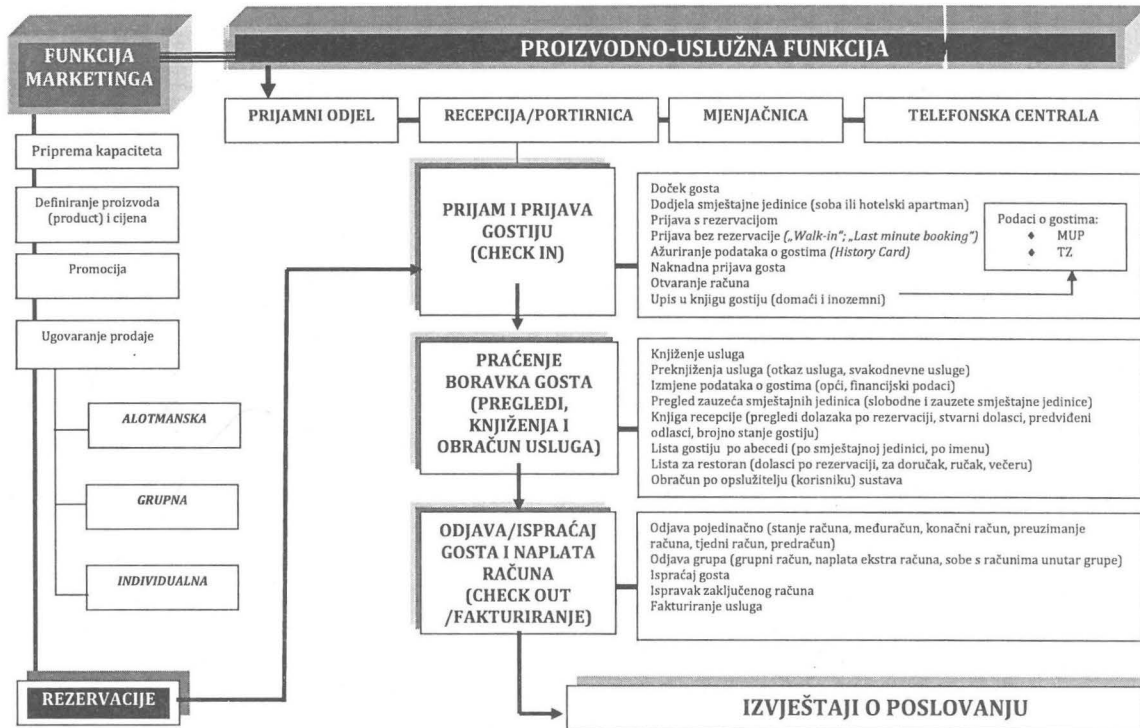 FUNKCIJA
MARKETINGA
PROIZVODNO-USLUŽNA FUNKCIJA
PRIJAMNI ODJEL
RECEPCIJA/PORTIRNICA
MJENJAČNICA
TELEFONSKA CENTRALA
Priprema kapaciteta
Definiranje proizvoda
(product) i cijena
Promocija
Ugovaranje prodaje
ALOTMANSKA
GRUPNA
INDIVIDUALNA
REZERVACIJE
PRIJAM I PRIJAVA
GOSTIJU
(CHECK IN)
Doček gosta
Dodjela smještajne jedinice (soba ili hotelski apartman)
Prijava s rezervacijom
Prijava bez rezervacije („Walk-in"; „Last minute booking")
Ažuriranje podataka o gostima (History Card)
Naknadna prijava gosta
Otvaranje računa
Upis u knjigu gostiju (domaći i inozemni)
Podaci o gostima:
♦ MUP
♦ TZ
PRAĆENJE
BORAVKA GOSTA
(PREGLEDI,
KNJIŽENJA I
OBRAČUN USLUGA)
Knjiženje usluga
Preknjiženja usluga (otkaz usluga, svakodnevne usluge)
Izmjene podataka o gostima (opći, financijski podaci)
Pregled zauzeća smještajnih jedinica (slobodne i zauzete smještajne jedinice)
Knjiga recepcije (pregledi dolazaka po rezervaciji, stvarni dolasci, predviđeni
odlasci, brojno stanje gostiju)
Lista gostiju po abecedi (po smještajnoj jedinici, po imenu)
Lista za restoran (dolasci po rezervaciji, za doručak, ručak, večeru)
Obračun po opslužitelju (korisniku) sustava
ODJAVA/ISPRAĆAJ
GOSTA I NAPLATA
RAČUNA
(CHECK OUT
/FAKTURIRANJE)
Odjava pojedinačno (stanje računa, međuračun, konačni račun, preuzimanje
računa, tjedni račun, predračun)
Odjava grupa (grupni račun, naplata ekstra računa, sobe s računima unutar grupe)
Ispraćaj gosta
Ispravak zaključenog računa
Fakturiranje usluga
IZVJEŠTAJI O POSLOVANJU